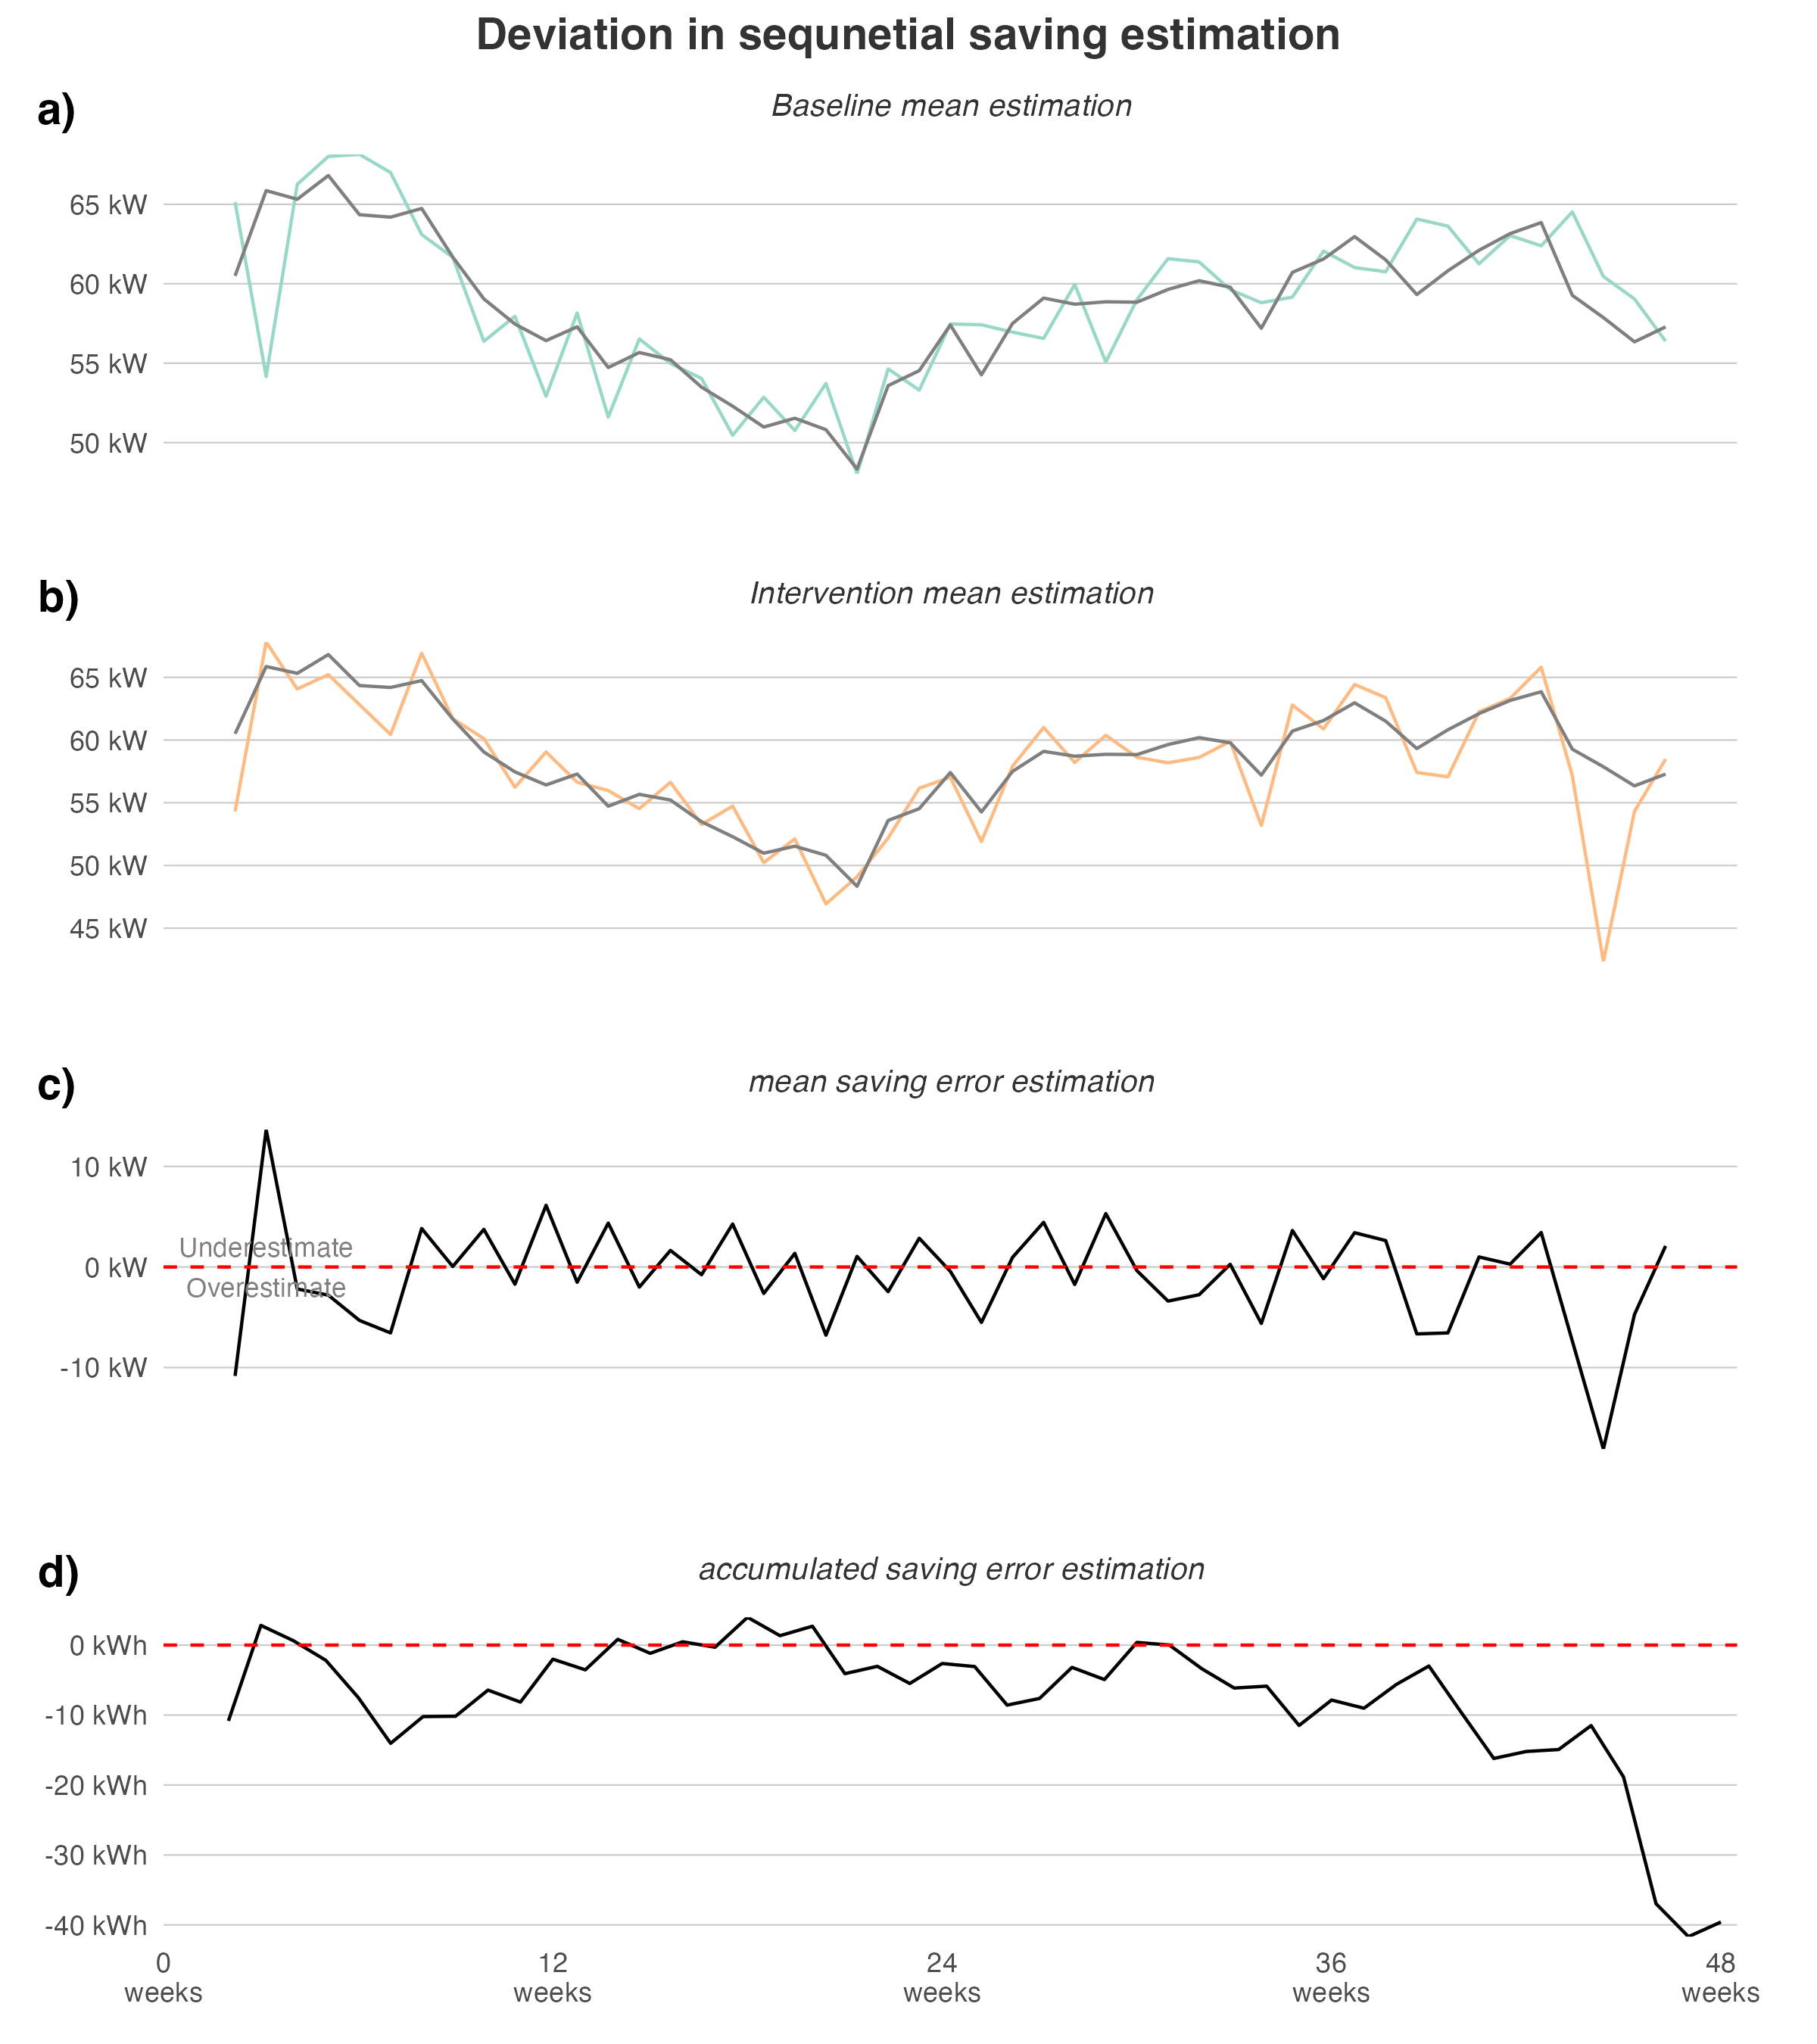 Deviation in sequnetial saving estimation
a)
Baseline mean estimation
65 kW
60 kW
55 kW
50 kW
b)
Intervention mean estimation
65 kW
60 kW
55 kW
50 kW
45 kW
c)
mean saving error estimation
10 kW
Underestimate
0 kW
Overestimate
-10 kW
d)
accumulated saving error estimation
0 kWh
-10 kWh
-20 kWh
-30 kWh
-40 kWh
0 12 24 36 48
weeks weeks weeks weeks weeks